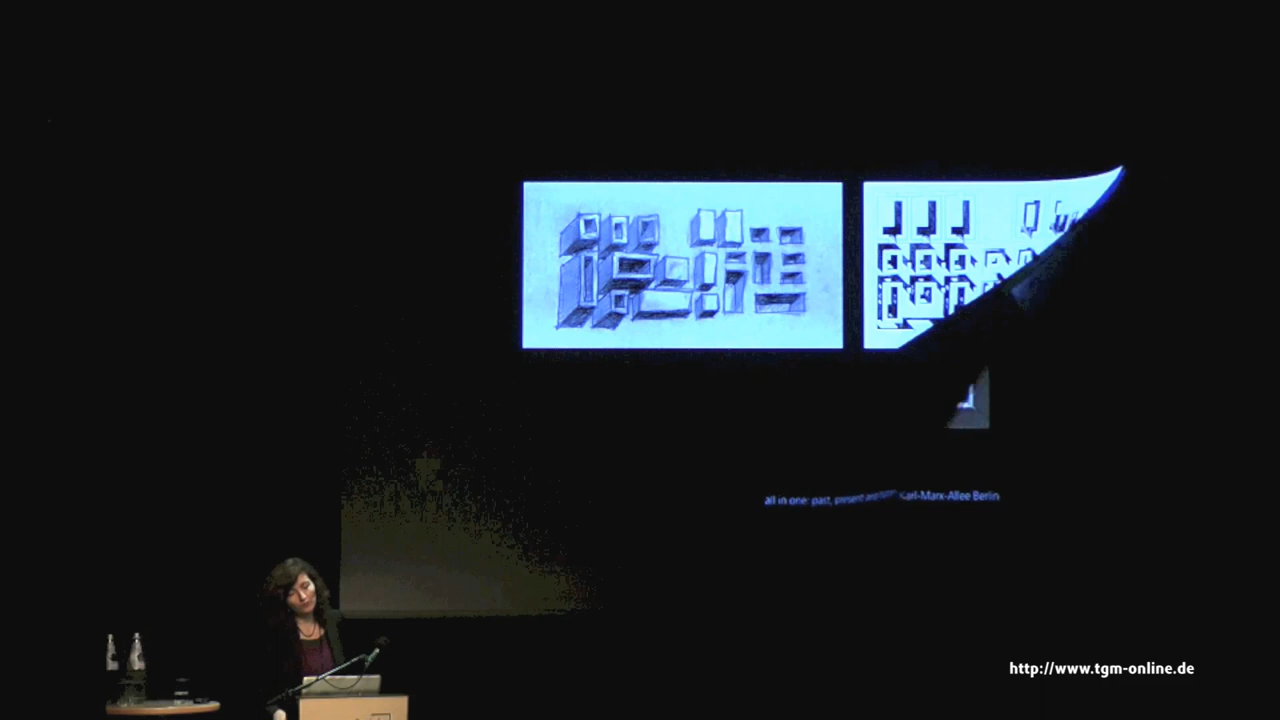 all in one: past, present and Karl-Marx-Allee Berlin
http://www.tgm-online.de